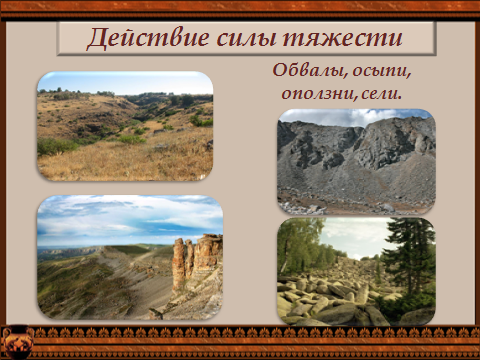 Действие силы тяжести
Обвалы, осыпи,
оползни, сели.